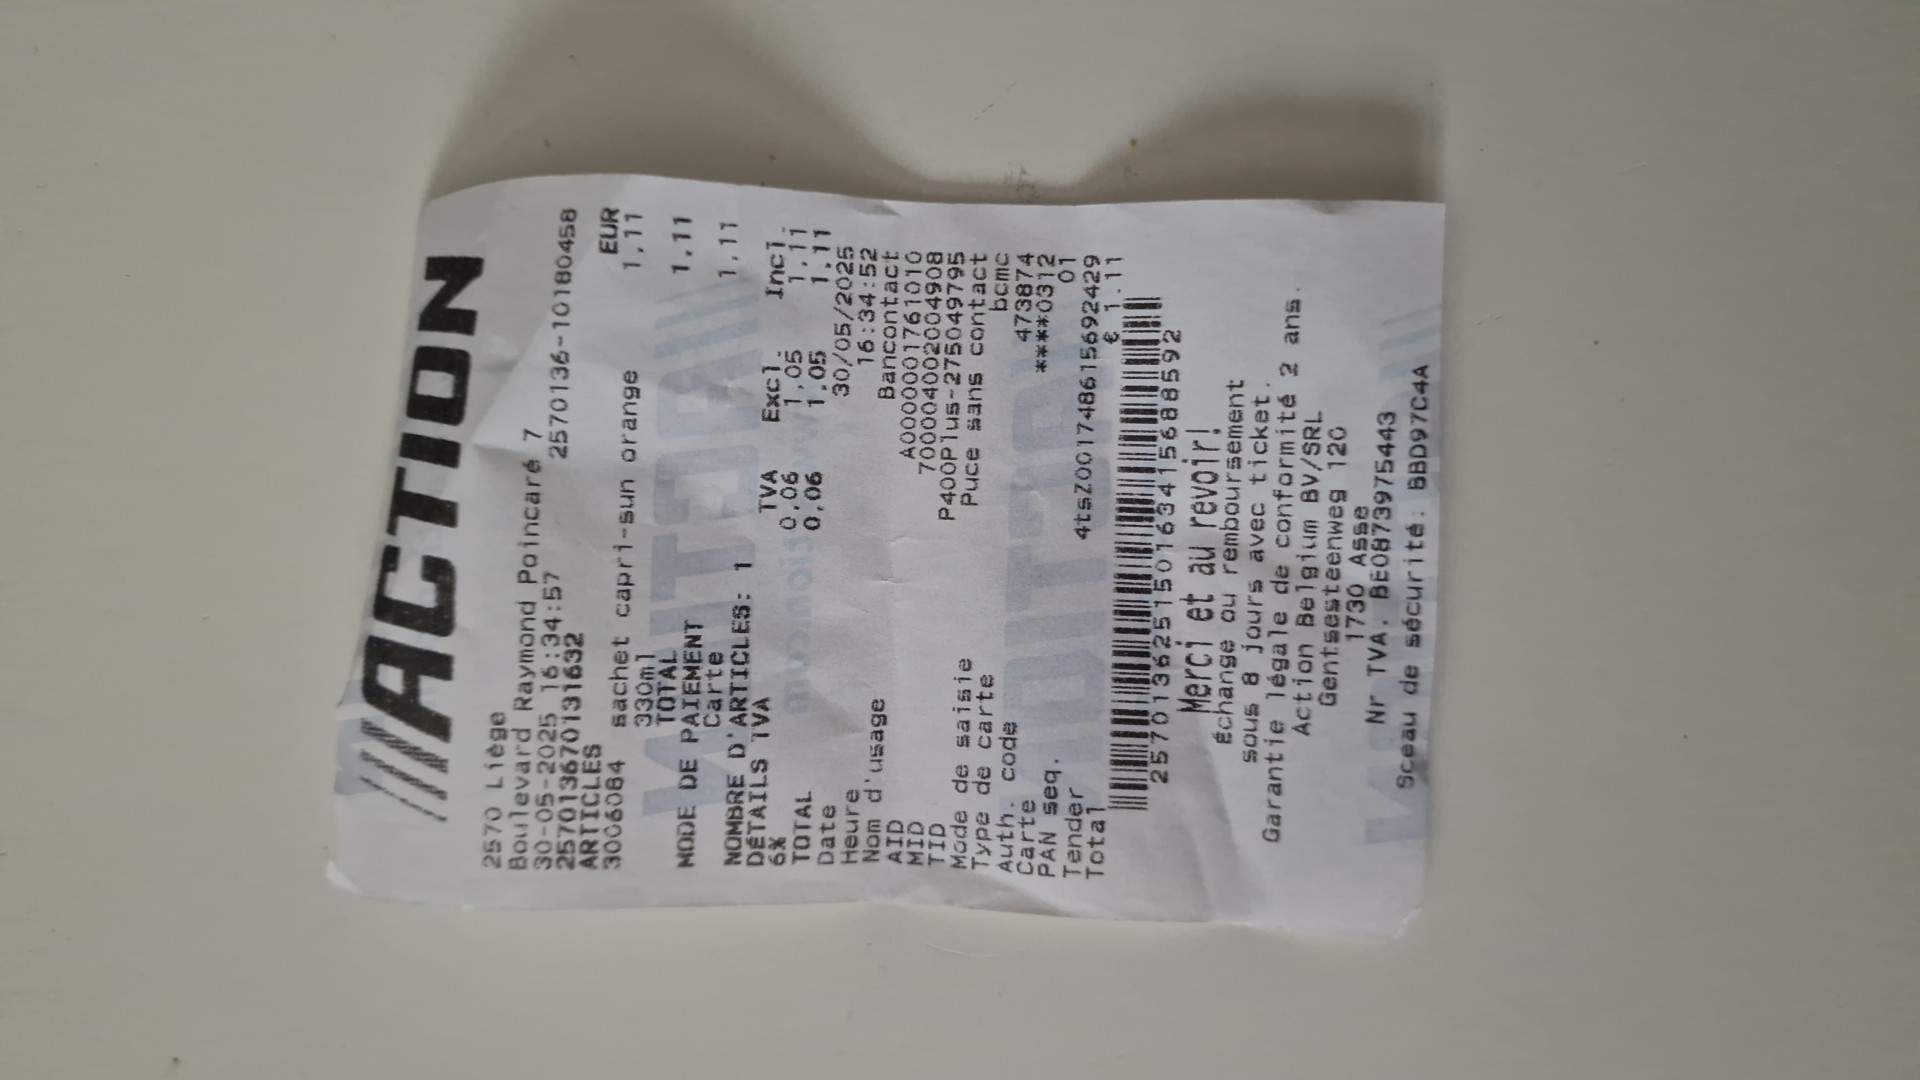 ///ACTION
2570 Liège
Boulevard Raymond Poincaré 7
30-05-2025 16:34:57 2570136-10180458
257013670131632
ARTICLES EUR
3006084 1,11
sachet capri-sun orange
330ml
TOTAL 1,11
MODE DE PAIEMENT
Carte 1,11
NOMBRE D'ARTICLES: 1
DÉTAILS TVA TVA Excl. Incl.
6% 0,06 1,05 1,11
TOTAL 0,06 1,05 1,11
Date 30/05/2025
Heure 16:34:52
Nom d'usage Bancontact
AID A0000001761010
MID 700004002004908
TID P400Plus-275049795
Mode de saisie Puce sans contact
Type de carte bcmc
Auth. code 473874
Carte ****0312
PAN seq. 01
Tender 4tsZ001748615692429
Total € 1.11
25701362515016341568 8592
Merci et au revoir!
Échange ou remboursement
sous 8 jours avec ticket.
Garantie légale de conformité 2 ans.
Action Belgium BV/SRL
Gentsesteenweg 120
1730 Asse
Nr TVA. BE0873975443
Sceau de sécurité: BBD97C4A